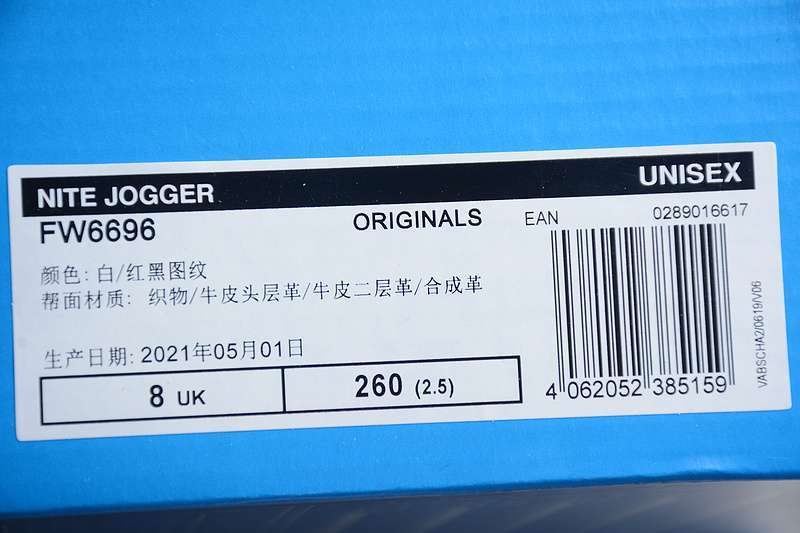 NITE JOGGER UNISEX
FW6696 ORIGINALS EAN 0289016617
颜色: 白/红黑图纹
帮面材质: 织物/牛皮头层革/牛皮二层革/合成革
生产日期: 2021年05月01日
8 UK 260 (2.5)
4 062052 385159
VABSCHA2/0619/V06